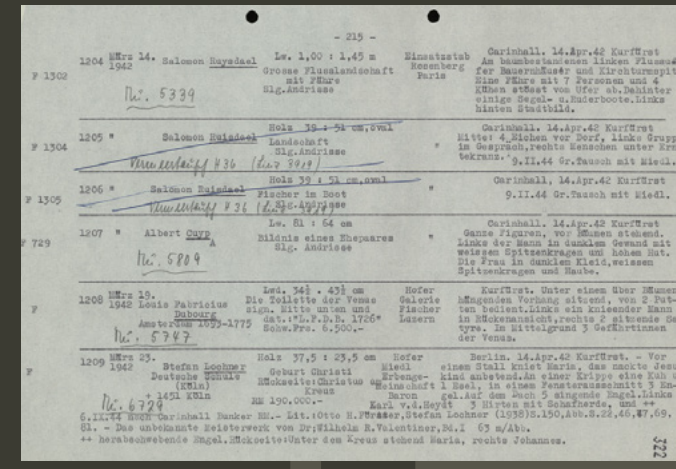 - 215 -
F 1302 1204 März 14. 1942 Salomon Ruysdael Lw. 1,00 : 1,45 m Einsatzstab Rosenberg Paris Carinhall. 14.Apr.42 Kurfürst
Grosse Flusslandschaft mit Fähre Am baumbestandenen linken
fer Bauernhäuser und
Slg.Andrisse Eine Fähre mit 7 Personen und 4
Nr. 5339 Kühen stösst vom Ufer ab.Dahinter
einige Segel- u.Ruderboote.Links
hinten Stadtbild.
F 1304 1205 " Salomon Ruisdael Holz 39 : 51 cm,oval " Carinhall. 14.Apr.42 Kurfürst
Landschaft Mitte: 4 Eichen vor Dorf, links
Slg.Andrisse im Gespräch,rechts Menschen unter
H 36 tekranz. 9.II.44 Gr.Tausch mit Miedl.
F 1305 1206 " Salomon Ruisdael Holz 39 : 51 cm,oval " Carinhall, 14.Apr.42 Kurfürst
Fischer im Boot 9.II.44 Gr.Tausch mit Miedl.
H 36 Slg.Andrisse
F 729 1207 " Albert Cuyp Lw. 81 : 64 cm " Carinhall. 14.Apr.42 Kurfürst
A Bildnis eines Ehepaares Ganze Figuren, vor Bäumen stehend.
Slg. Andrisse Links der Mann in dunklem Gewand mit
Nr. 5809 weissem Spitzenkragen und hohem Hut.
Die Frau in dunklem Kleid,weissem
Spitzenkragen und Haube.
F 1208 März 19. 1942 Louis Fabricius Dubourg Lwd. 34½ . 43½ cm Hofer Kurfürst. Unter einem über
Die Toilette der Venus Galerie hängenden Vorhang sitzend, von 2
sign. Mitte unten und Fischer ten bedient.Links ein knieender Mann
Amsterdam 1693-1775 dat.:"L.F.D.B. 1726" Luzern in Rückenansicht,rechts 2 sitzende
Nr. 5747 Schw.Frs. 6.500,- tyre. Im Mittelgrund 3 Gefährtinnen
der Venus.
F 1209 März 23. 1942 Stefan Lochner Holz 37,5 : 23,5 cm Hofer Berlin. 14.Apr.42 Kurfürst. - Vor
Deutsche Schule Geburt Christi Miedl einem Stall kniet Maria, das nackte
(Köln) Rückseite:Christus am Kreuz Erbenge- kind anbetend.An einer Krippe eine Kuh
+ 1451 Köln meinschaft 1 Esel, in einem Fensterausschnitt 3
Nr. 6729 RM 190.000.- Baron Karl v.d.Heydt gel.Auf dem Dach 5 singende Engel.Links
3 Hirten mit Schafherde, und ++
6.IX.44 nach Carinhall Bunker RM.- Lit.:Otto H.Förster,Stefan Lochner (1938)S.150,Abb.S.22,46,47,69,
81. - Das unbekannte Meisterwerk von Dr;Wilhelm R.Valentiner,Bd.I 63 m/Abb.
++ herabschwebende Engel.Rückseite:Unter dem Kreuz stehend Maria, rechts Johannes.
322